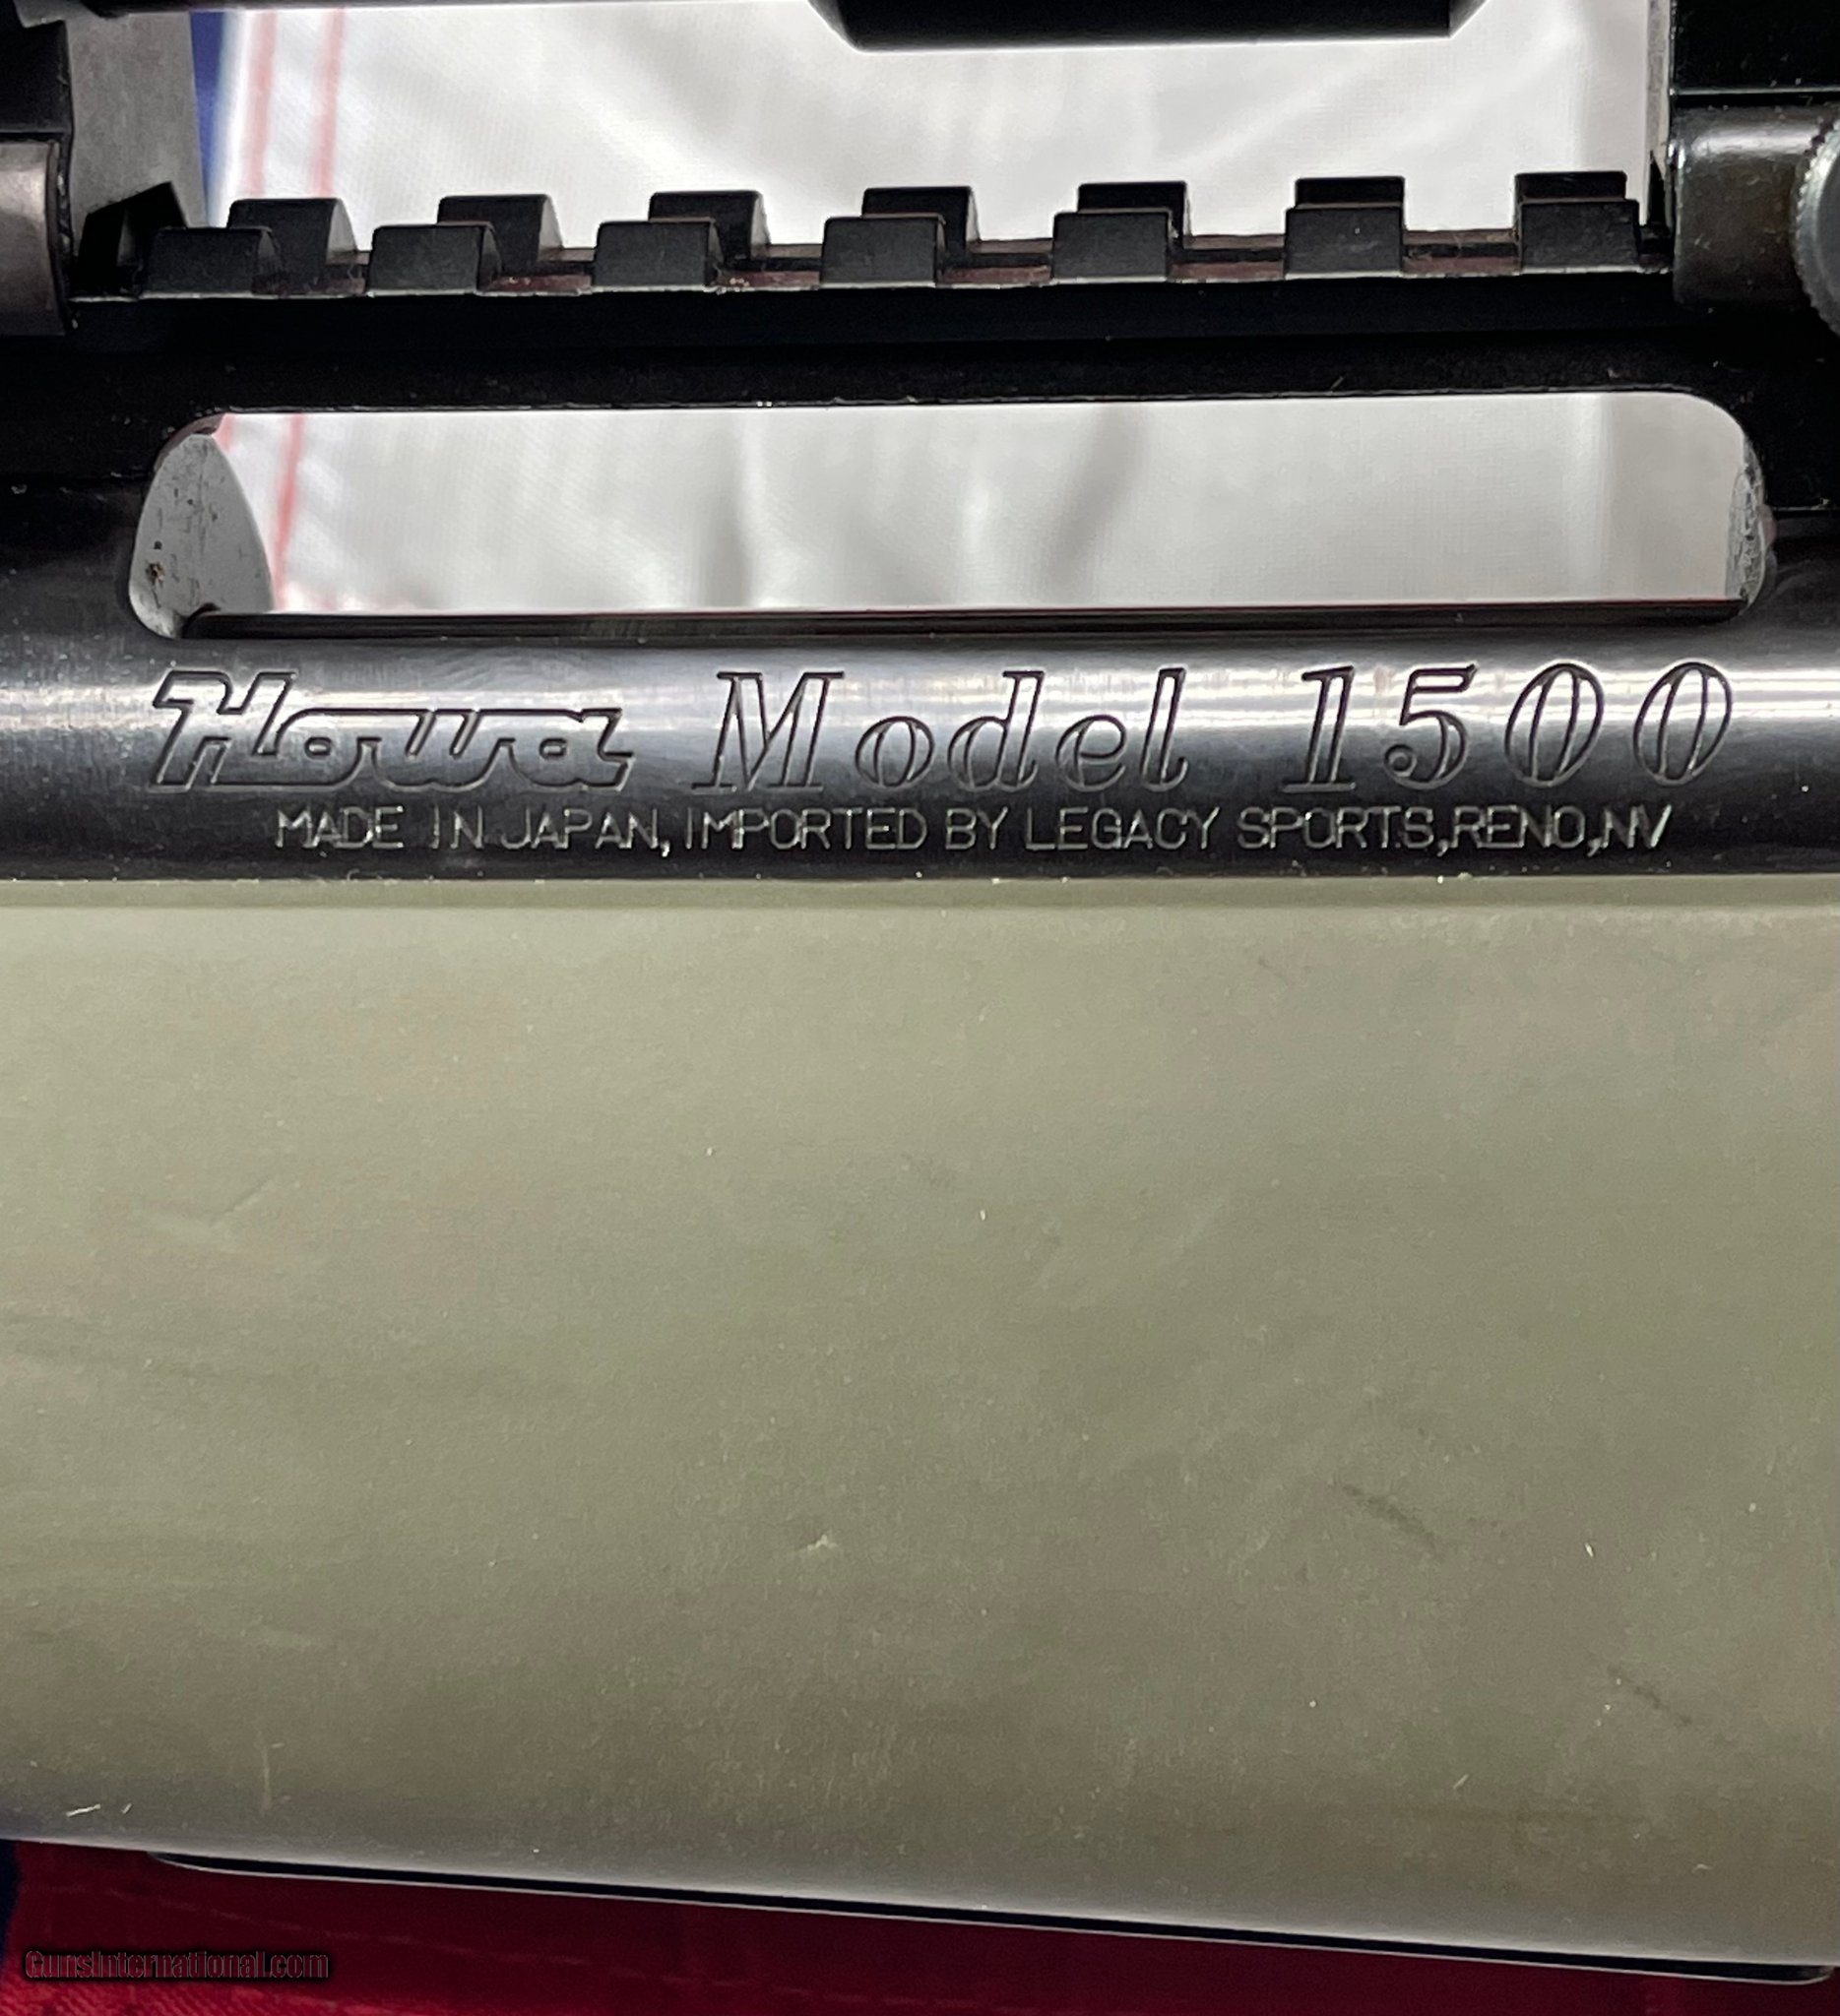 Howa Model 1500
MADE IN JAPAN, IMPORTED BY LEGACY SPORTS,RENO,NV
GunsInternational.com